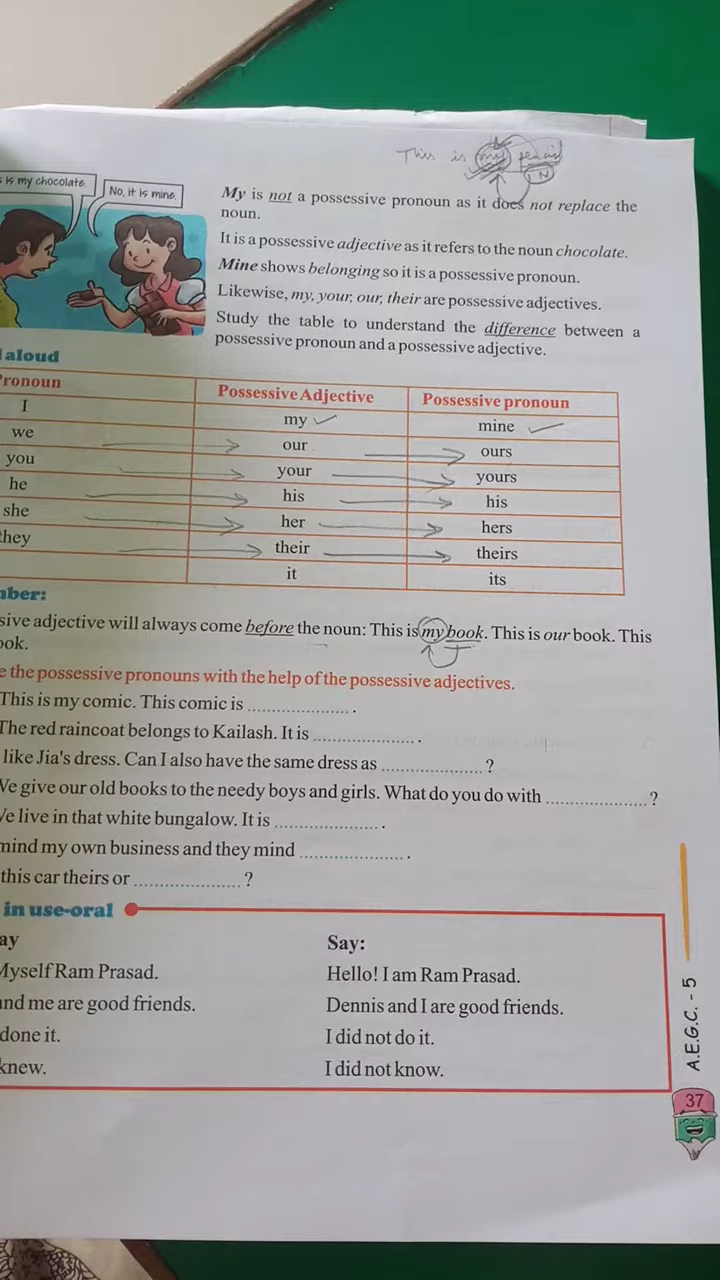 This is my pencil
N
is my chocolate.
No, it is mine.
My is not a possessive pronoun as it does not replace the
noun.
It is a possessive adjective as it refers to the noun chocolate.
Mine shows belonging so it is a possessive pronoun.
Likewise, my, your, our, their are possessive adjectives.
Study the table to understand the difference between a
possessive pronoun and a possessive adjective.
aloud
Pronoun Possessive Adjective Possessive pronoun
I my mine
we our ours
you your yours
he his his
she her hers
they their theirs
it its
mber:
sive adjective will always come before the noun: This is my book. This is our book. This
ook.
e the possessive pronouns with the help of the possessive adjectives.
This is my comic. This comic is .................... .
The red raincoat belongs to Kailash. It is .................... .
like Jia's dress. Can I also have the same dress as .................... ?
We give our old books to the needy boys and girls. What do you do with .................... ?
We live in that white bungalow. It is .................... .
mind my own business and they mind .................... .
this car theirs or .................... ?
in use-oral
ay Say:
Myself Ram Prasad. Hello! I am Ram Prasad.
and me are good friends. Dennis and I are good friends.
done it. I did not do it.
knew. I did not know.
A.E.G.C. - 5
37